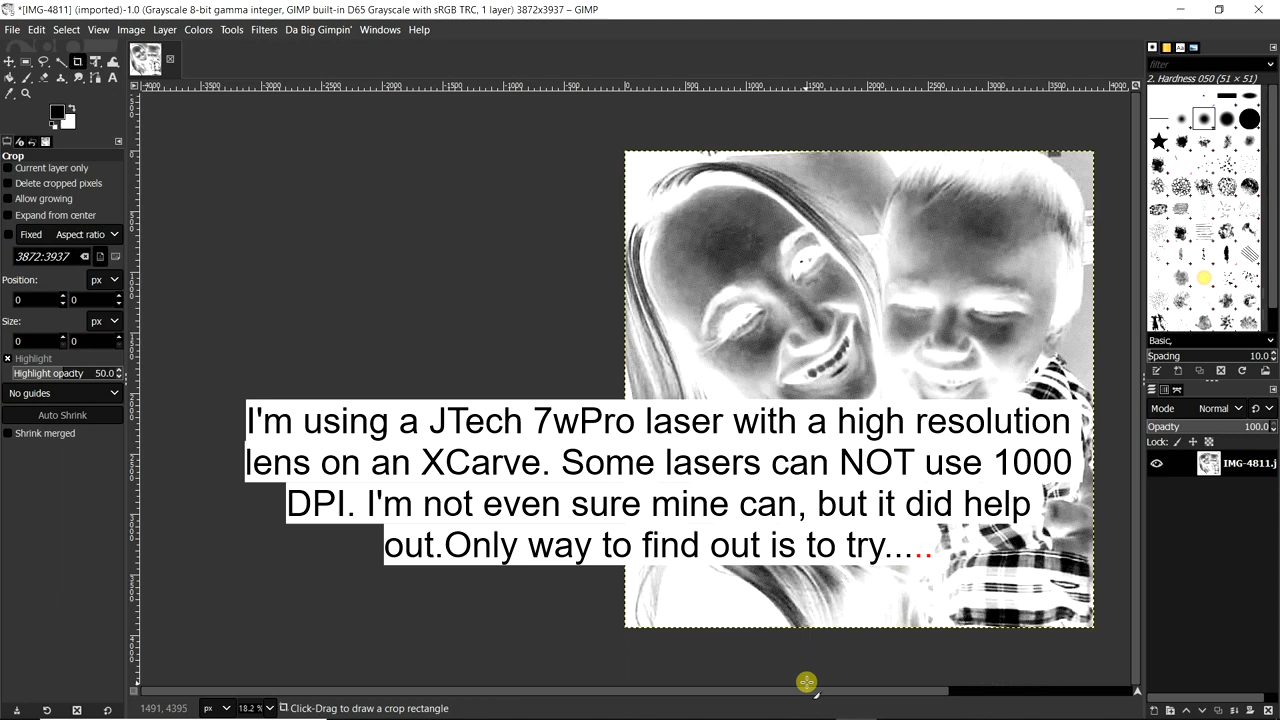 *[IMG-4811] (imported)-1.0 (Grayscale 8-bit gamma integer, GIMP built-in D65 Grayscale with sRGB TRC, 1 layer) 3872x3937 – GIMP
File Edit Select View Image Layer Colors Tools Filters Da Big Gimpin' Windows Help
filter
2. Hardness 050 (51 × 51)
Crop
Current layer only
Delete cropped pixels
Allow growing
Expand from center
Fixed Aspect ratio
3872:3937
Position: px
0 0
Size: px
0 0
Highlight
Highlight opacity 50.0
No guides
Auto Shrink
Shrink merged
I'm using a JTech 7wPro laser with a high resolution
lens on an XCarve. Some lasers can NOT use 1000
DPI. I'm not even sure mine can, but it did help
out.Only way to find out is to try.....
Basic,
Spacing 10.0
Mode Normal
Opacity 100.0
Lock:
IMG-4811.j
1491, 4395 px 18.2 % Click-Drag to draw a crop rectangle